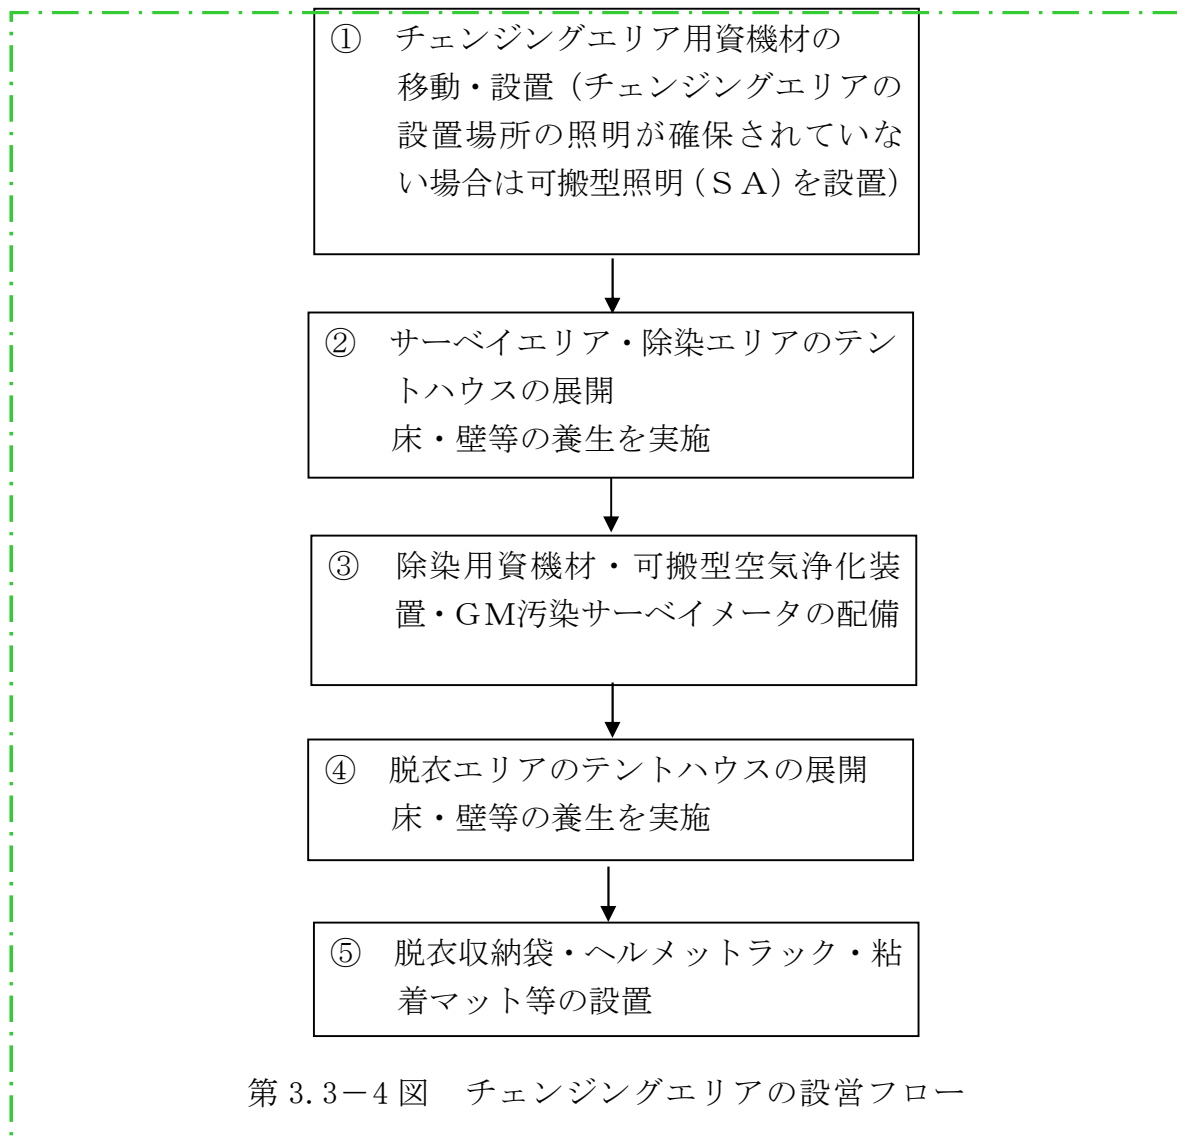 ① チェンジングエリア用資機材の
移動・設置（チェンジングエリアの
設置場所の照明が確保されていな
い場合は可搬型照明（ＳＡ）を設置）
② サーベイエリア・除染エリアのテン
トハウスの展開
床・壁等の養生を実施
③ 除染用資機材・可搬型空気浄化装
置・ＧＭ汚染サーベイメータの配備
④ 脱衣エリアのテントハウスの展開
床・壁等の養生を実施
⑤ 脱衣収納袋・ヘルメットラック・粘
着マット等の設置
第 3.3－4 図 チェンジングエリアの設営フロー